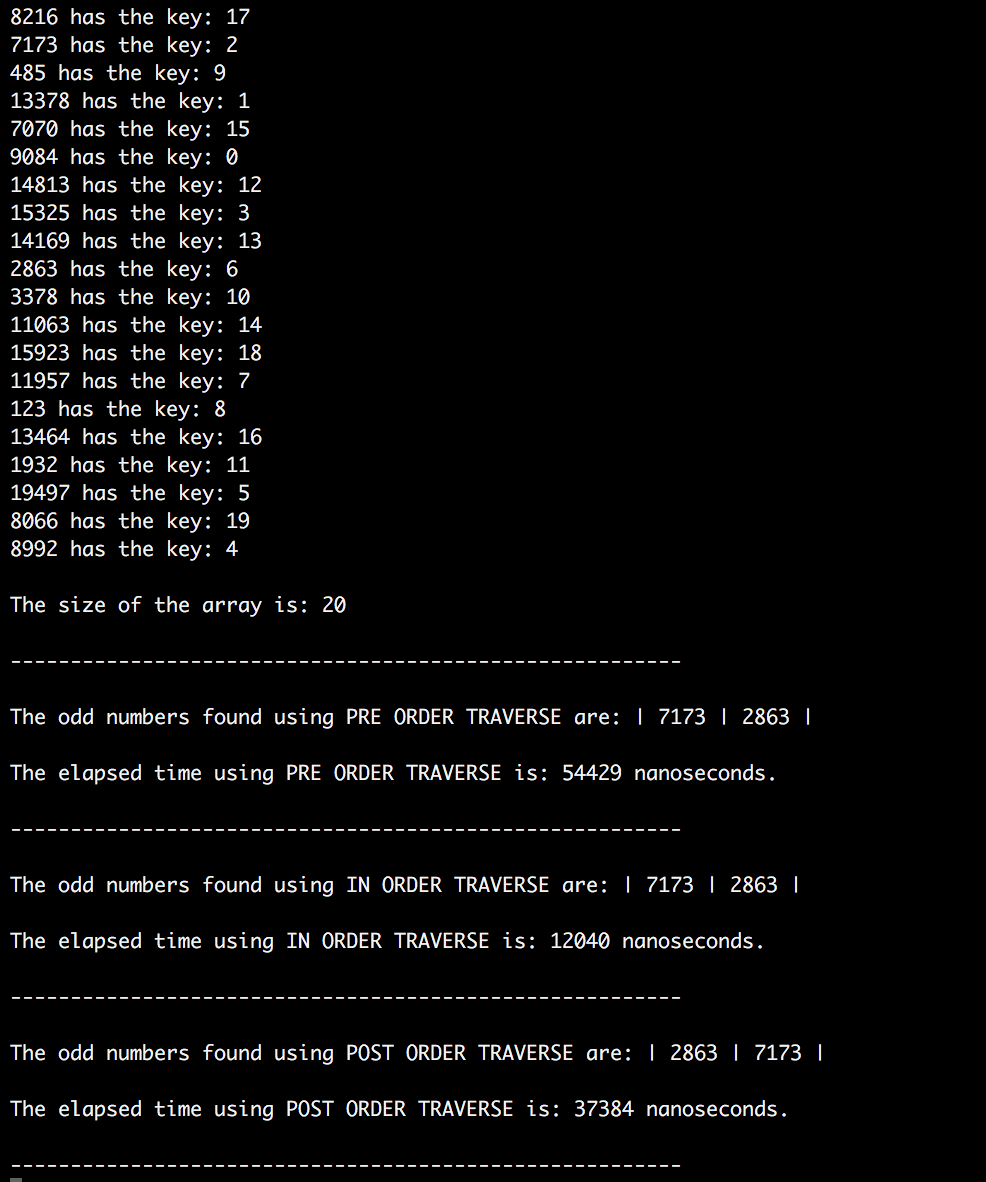 8216 has the key: 17
7173 has the key: 2
485 has the key: 9
13378 has the key: 1
7070 has the key: 15
9084 has the key: 0
14813 has the key: 12
15325 has the key: 3
14169 has the key: 13
2863 has the key: 6
3378 has the key: 10
11063 has the key: 14
15923 has the key: 18
11957 has the key: 7
123 has the key: 8
13464 has the key: 16
1932 has the key: 11
19497 has the key: 5
8066 has the key: 19
8992 has the key: 4
The size of the array is: 20
--------------------------------------------------------
The odd numbers found using PRE ORDER TRAVERSE are: | 7173 | 2863 |
The elapsed time using PRE ORDER TRAVERSE is: 54429 nanoseconds.
--------------------------------------------------------
The odd numbers found using IN ORDER TRAVERSE are: | 7173 | 2863 |
The elapsed time using IN ORDER TRAVERSE is: 12040 nanoseconds.
--------------------------------------------------------
The odd numbers found using POST ORDER TRAVERSE are: | 2863 | 7173 |
The elapsed time using POST ORDER TRAVERSE is: 37384 nanoseconds.
--------------------------------------------------------